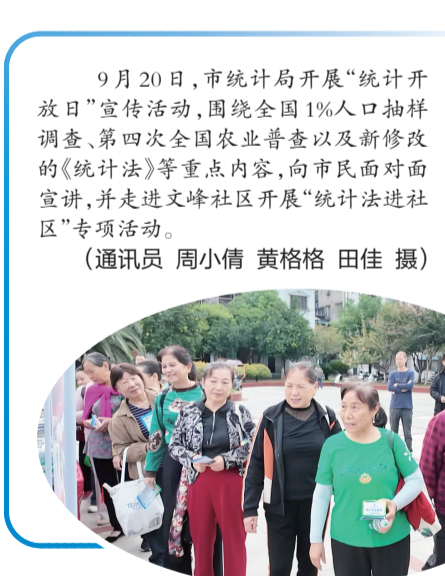 9月20日，市统计局开展“统计开
放日”宣传活动，围绕全国1%人口抽样
调查、第四次全国农业普查以及新修改
的《统计法》等重点内容，向市民面对面
宣讲，并走进文峰社区开展“统计法进社
区”专项活动。
（通讯员 周小倩 黄格格 田佳 摄）